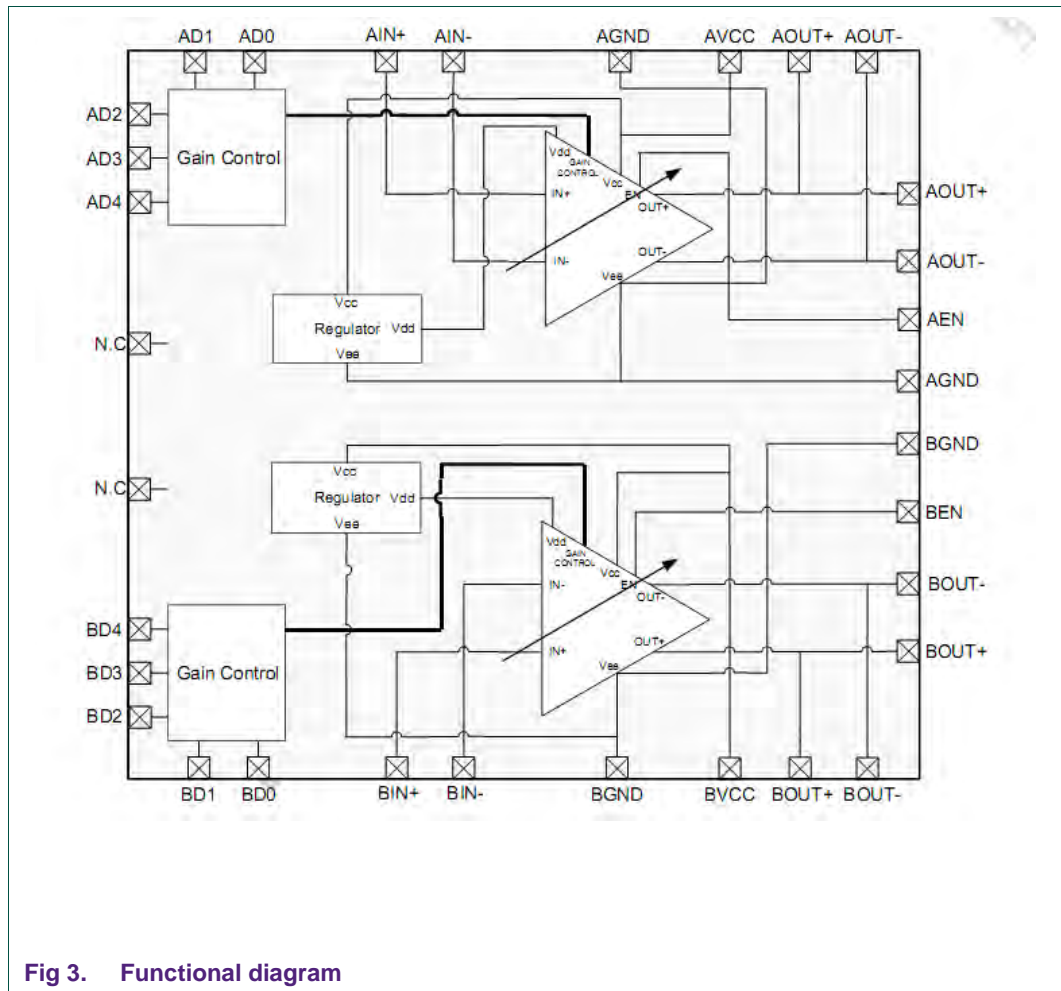 AD1 AD0 AIN+ AIN- AGND AVCC AOUT+ AOUT-
AD2
AD3
AD4
Gain Control
Vdd
GAIN
CONTROL
Vcc
EN
IN+
OUT+
IN-
OUT-
Vee
AOUT+
AOUT-
AEN
AGND
Vcc
Regulator Vdd
Vee
N.C
N.C
Vcc
Regulator Vdd
Vee
BGND
BEN
BOUT-
BOUT+
Vdd
GAIN
CONTROL
Vcc
EN
IN-
OUT-
IN+
OUT+
Vee
BD4
BD3
BD2
Gain Control
BD1 BD0 BIN+ BIN- BGND BVCC BOUT+ BOUT-
Fig 3. Functional diagram